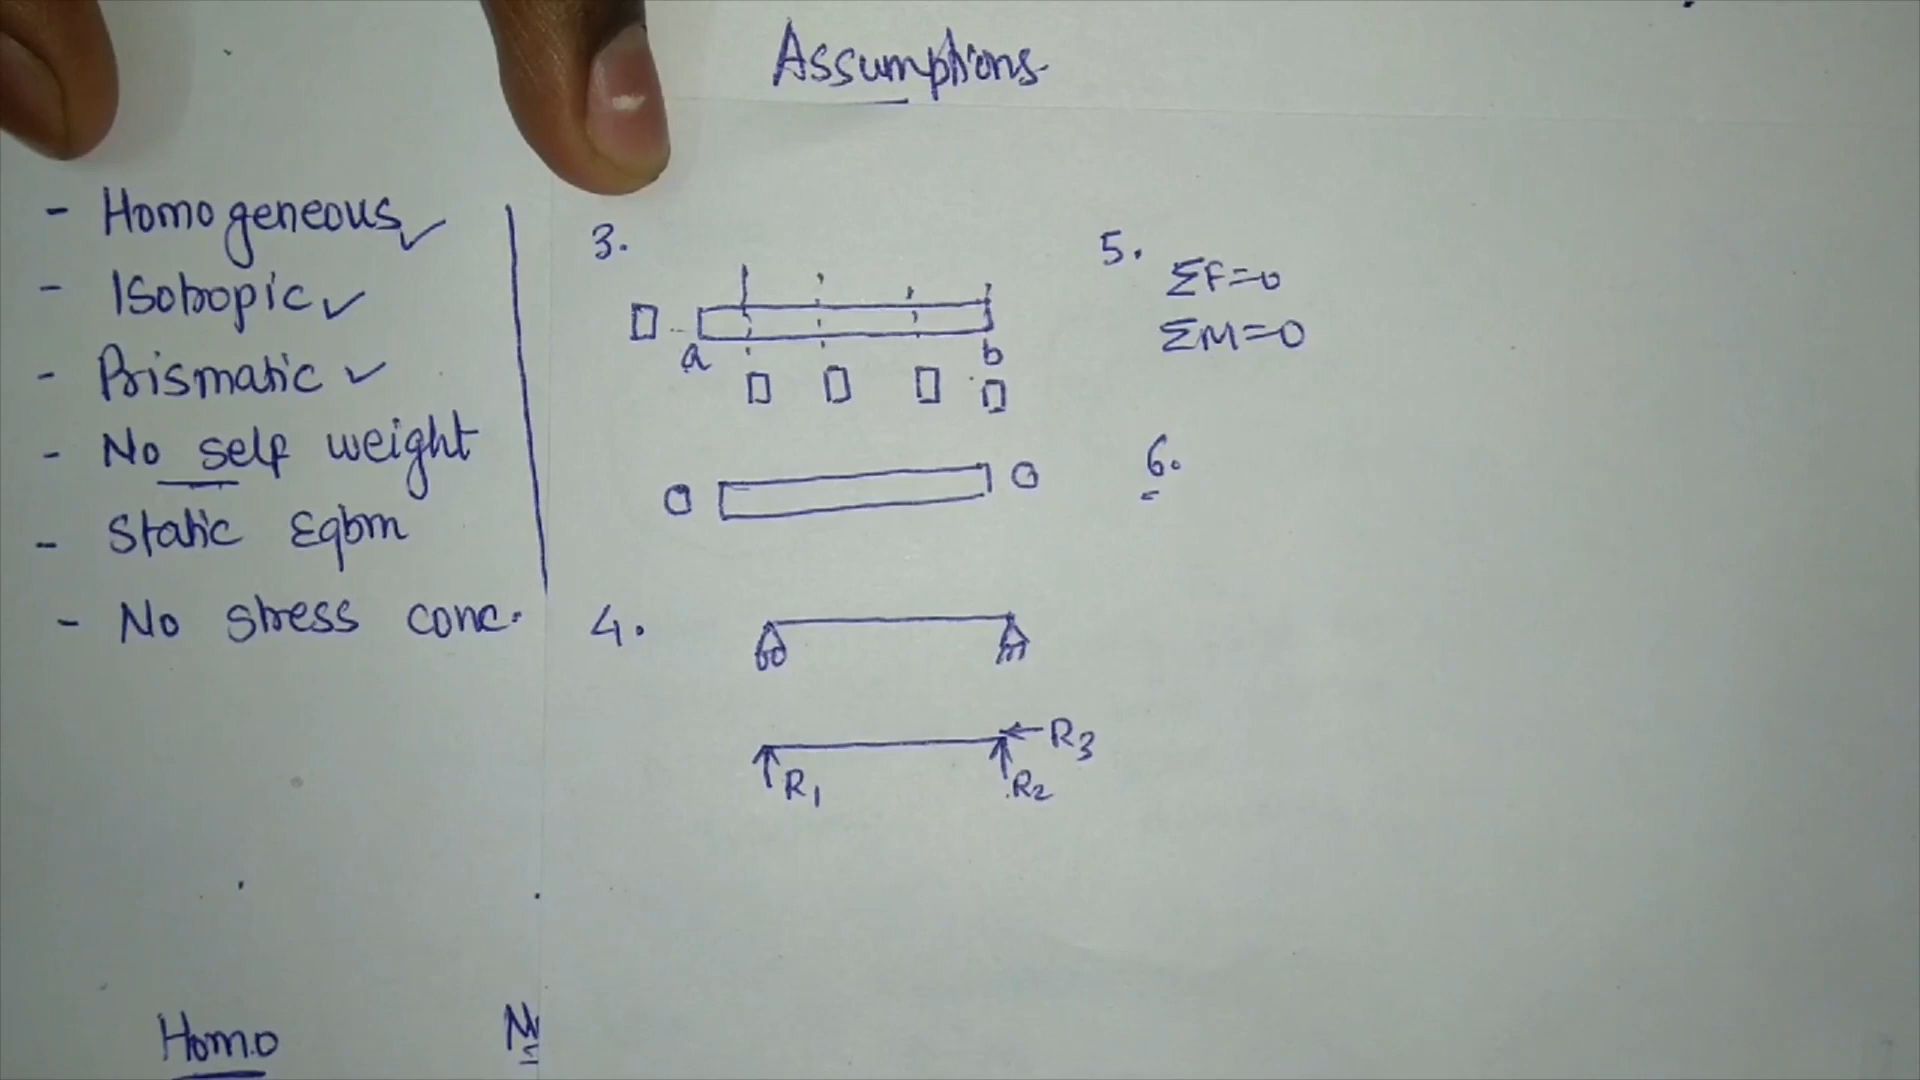 Assumptions
- Homogeneous ✓
- Isotropic ✓
- Prismatic ✓
- No self weight
- Static Eqbm
- No stress conc.
3.
a b
4.
R1 R2 R3
5.
ΣF=0
ΣM=0
6.
Homo